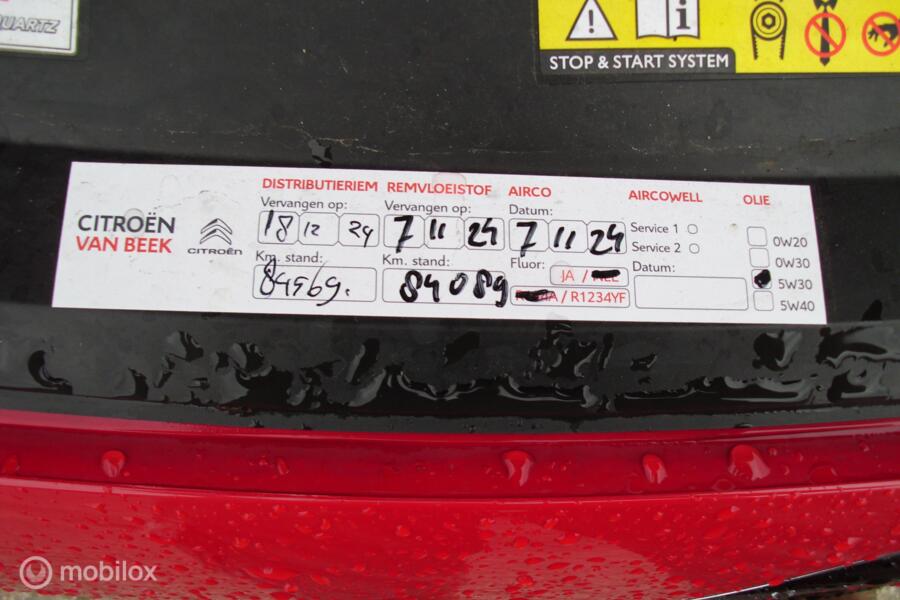 QUARTZ
STOP & START SYSTEM
CITROËN
VAN BEEK
CITROËN
DISTRIBUTIERIEM
Vervangen op:
18 12 24
Km. stand:
84569.
REMVLOEISTOF
Vervangen op:
7 11 24
Km. stand:
84089
AIRCO
Datum:
7 11 24
Fluor:
JA /
/ R1234YF
AIRCOWELL
Service 1
Service 2
Datum:
OLIE
0W20
0W30
5W30
5W40
mobilox